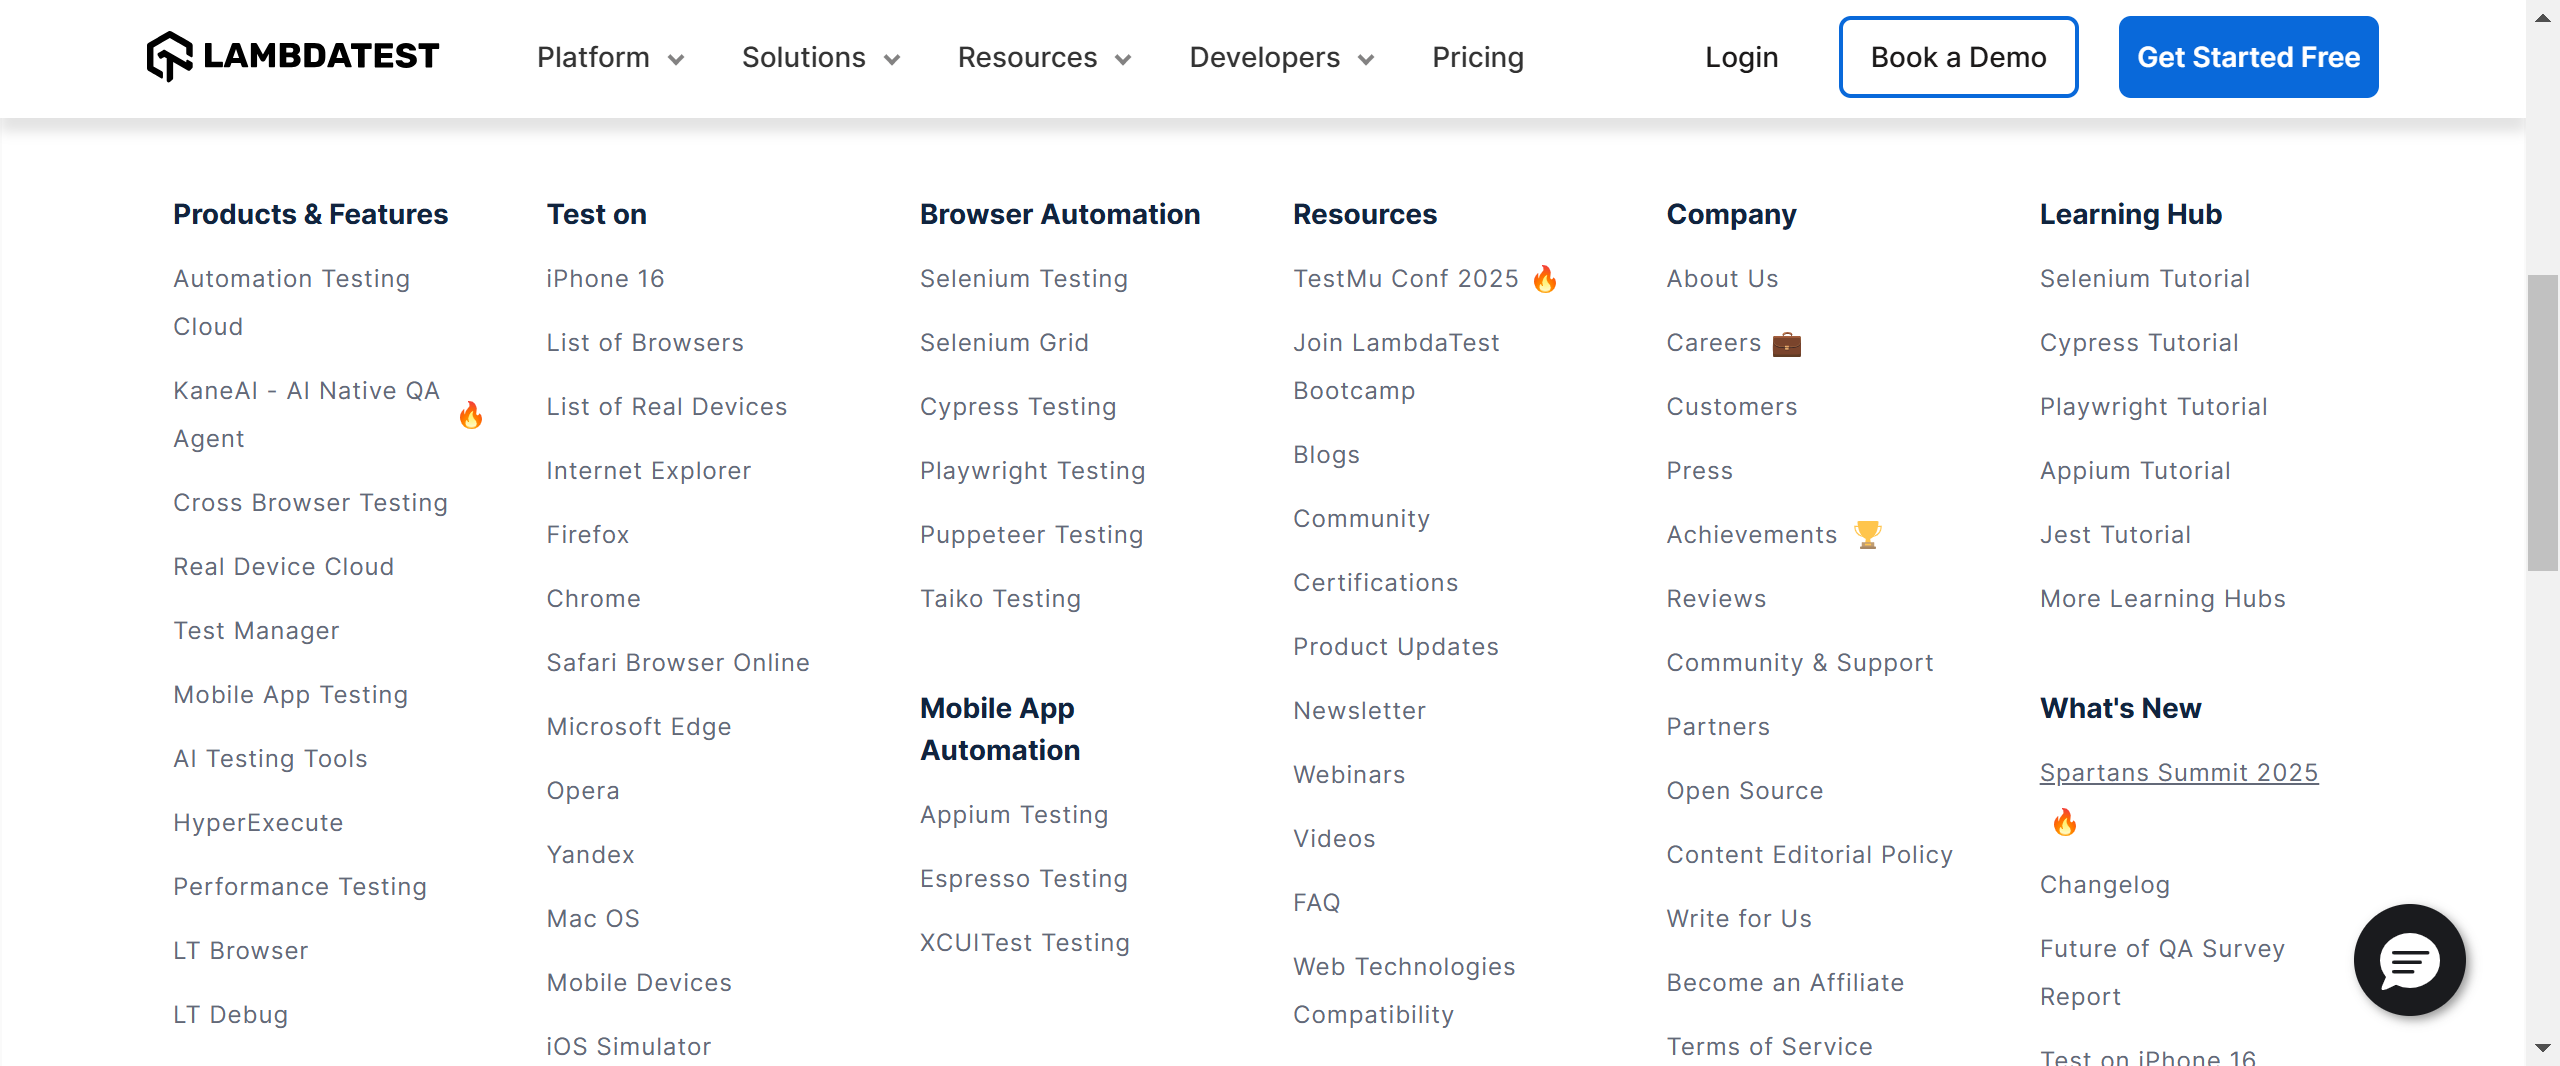 LAMBDATEST
Platform
Solutions
Resources
Developers
Pricing
Login
Book a Demo
Get Started Free
Products & Features
Automation Testing
Cloud
KaneAI - AI Native QA
Agent 🔥
Cross Browser Testing
Real Device Cloud
Test Manager
Mobile App Testing
AI Testing Tools
HyperExecute
Performance Testing
LT Browser
LT Debug
Test on
iPhone 16
List of Browsers
List of Real Devices
Internet Explorer
Firefox
Chrome
Safari Browser Online
Microsoft Edge
Opera
Yandex
Mac OS
Mobile Devices
iOS Simulator
Browser Automation
Selenium Testing
Selenium Grid
Cypress Testing
Playwright Testing
Puppeteer Testing
Taiko Testing
Mobile App
Automation
Appium Testing
Espresso Testing
XCUITest Testing
Resources
TestMu Conf 2025 🔥
Join LambdaTest
Bootcamp
Blogs
Community
Certifications
Product Updates
Newsletter
Webinars
Videos
FAQ
Web Technologies
Compatibility
Company
About Us
Careers 💼
Customers
Press
Achievements 🏆
Reviews
Community & Support
Partners
Open Source
Content Editorial Policy
Write for Us
Become an Affiliate
Terms of Service
Learning Hub
Selenium Tutorial
Cypress Tutorial
Playwright Tutorial
Appium Tutorial
Jest Tutorial
More Learning Hubs
What's New
Spartans Summit 2025
🔥
Changelog
Future of QA Survey
Report
Test on iPhone 16